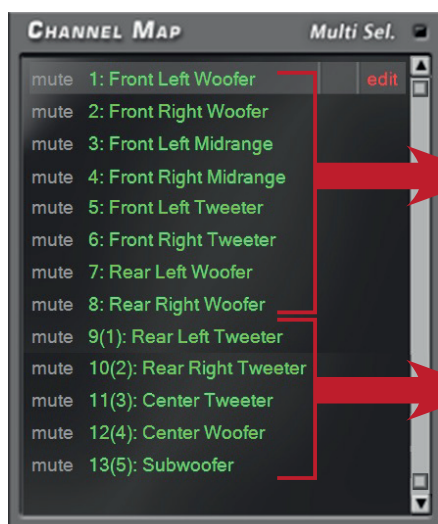 CHANNEL MAP Multi Sel.
mute 1: Front Left Woofer edit
mute 2: Front Right Woofer
mute 3: Front Left Midrange
mute 4: Front Right Midrange
mute 5: Front Left Tweeter
mute 6: Front Right Tweeter
mute 7: Rear Left Woofer
mute 8: Rear Right Woofer
mute 9(1): Rear Left Tweeter
mute 10(2): Rear Right Tweeter
mute 11(3): Center Tweeter
mute 12(4): Center Woofer
mute 13(5): Subwoofer